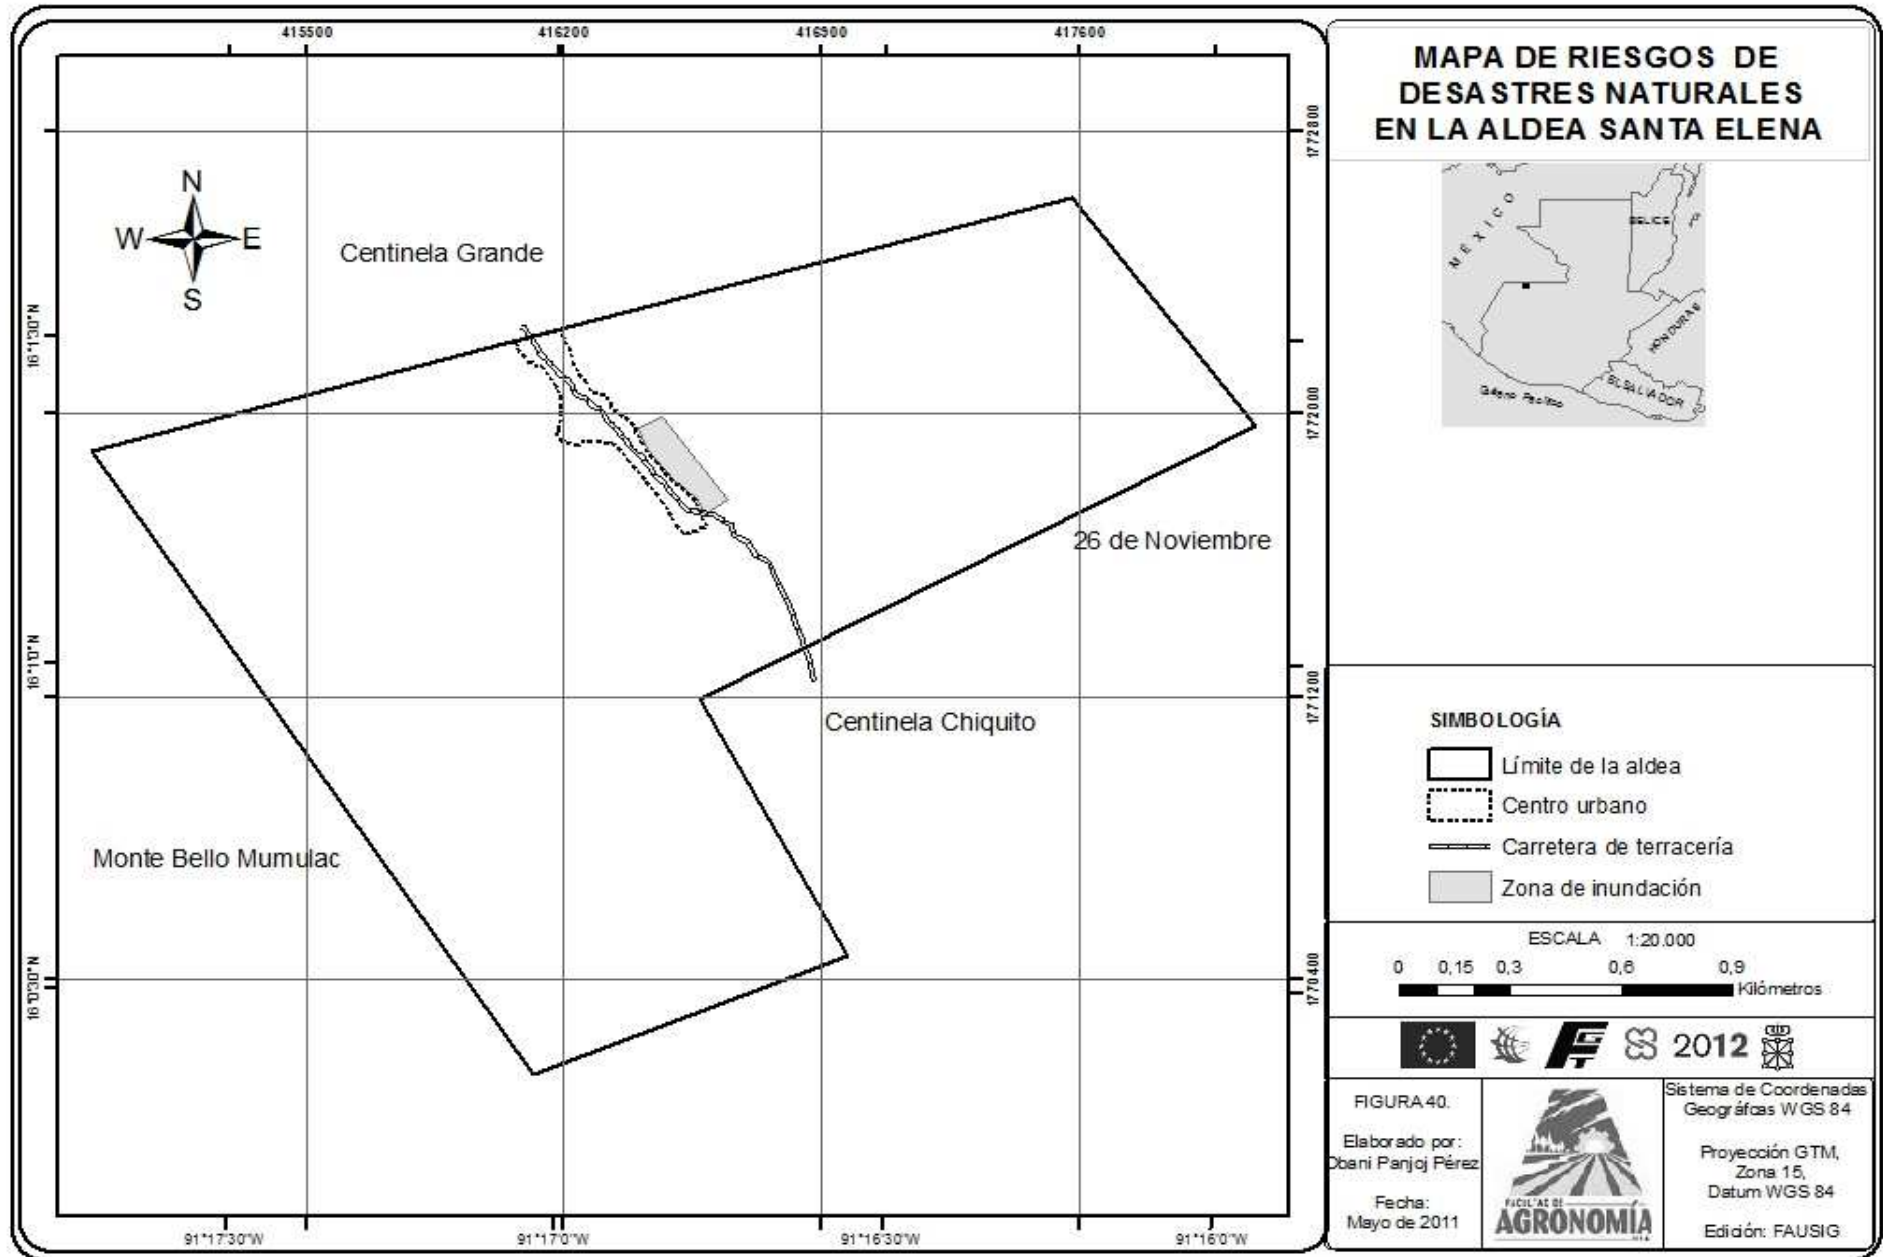 415500 416200 416900 417600
MAPA DE RIESGOS DE
DESASTRES NATURALES
EN LA ALDEA SANTA ELENA
1772800
MÉXICO
BELICE
HONDURAS
EL SALVADOR
N
W E
S
Centinela Grande
16°1'30"N
1772000
26 de Noviembre
16°1'0"N
1771200
Centinela Chiquito
Monte Bello Mumulac
16°0'30"N
1770400
91°17'30"W 91°17'0"W 91°16'30"W 91°16'0"W
SIMBOLOGÍA
Límite de la aldea
Centro urbano
Carretera de terracería
Zona de inundación
ESCALA 1:20.000
0 0,15 0,3 0,6 0,9
Kilómetros
2012
FIGURA 40.
Elaborado por:
Obani Panjoj Pérez
Fecha:
Mayo de 2011
AGRONOMÍA
Sistema de Coordenadas
Geográfcas WGS 84
Proyección GTM,
Zona 15,
Datum WGS 84
Edición: FAUSIG